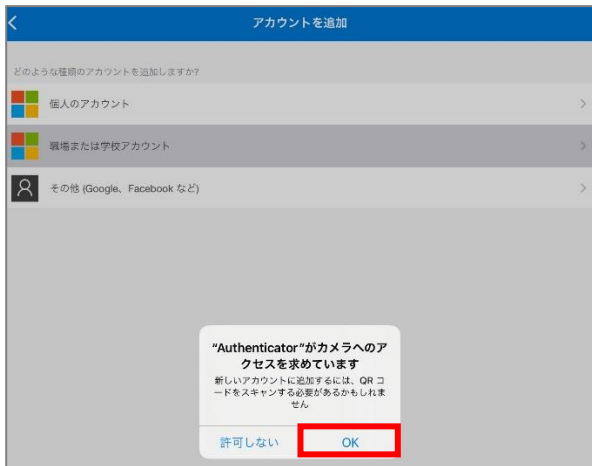 アカウントを追加
どのような種類のアカウントを追加しますか?
個人のアカウント
職場または学校アカウント
その他 (Google、Facebook など)
"Authenticator"がカメラへのア
クセスを求めています
新しいアカウントに追加するには、QR コ
ードをスキャンする必要があるかもしれま
せん
許可しない
OK